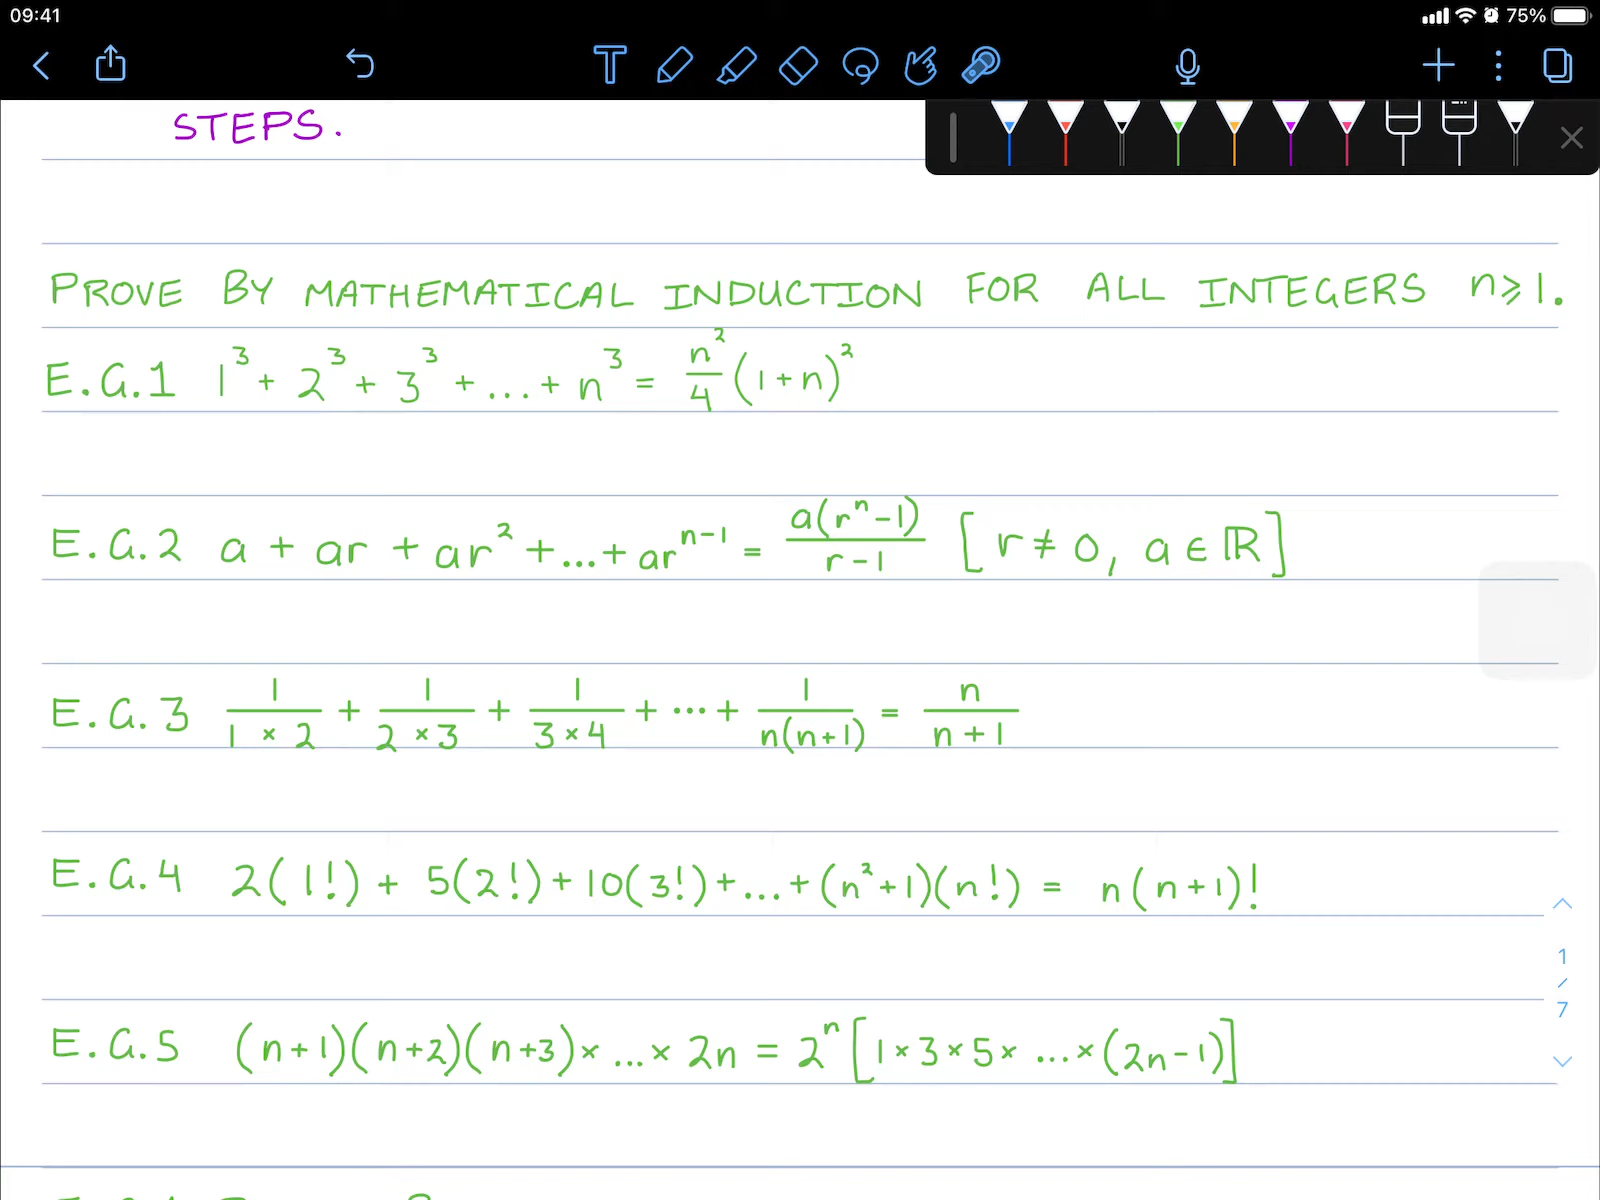 09:41 75%
STEPS.
PROVE BY MATHEMATICAL INDUCTION FOR ALL INTEGERS n⩾1.
E.G.1 1³ + 2³ + 3³ + ... + n³ = n²/4 (1+n)²
E.G.2 a + ar + ar² + ... + arⁿ⁻¹ = a(rⁿ-1)/r-1 [r≠0, a∈ℝ]
E.G.3 1/1×2 + 1/2×3 + 1/3×4 + ... + 1/n(n+1) = n/n+1
E.G.4 2(1!) + 5(2!) + 10(3!) + ... + (n²+1)(n!) = n(n+1)!
1/7
E.G.5 (n+1)(n+2)(n+3)× ... × 2n = 2ⁿ[1×3×5× ... ×(2n-1)]